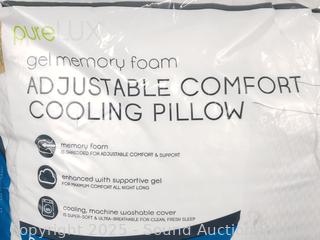 pureLUX
gel memory foam
ADJUSTABLE COMFORT
COOLING PILLOW
memory foam
IS SHREDDED FOR ADJUSTABLE COMFORT & SUPPORT
enhanced with supportive gel
FOR MAXIMUM COMFORT ALL NIGHT LONG
cooling, machine washable cover
IS SUPER-SOFT & ULTRA-BREATHABLE FOR CLEAN, FRESH SLEEP
Copyright 2025 Sound Auction